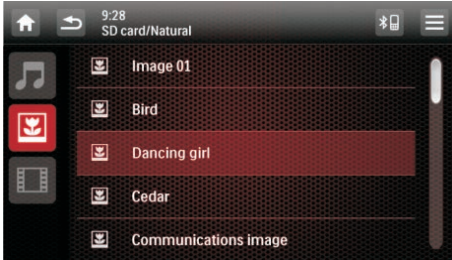 9:28
SD card/Natural
Image 01
Bird
Dancing girl
Cedar
Communications image